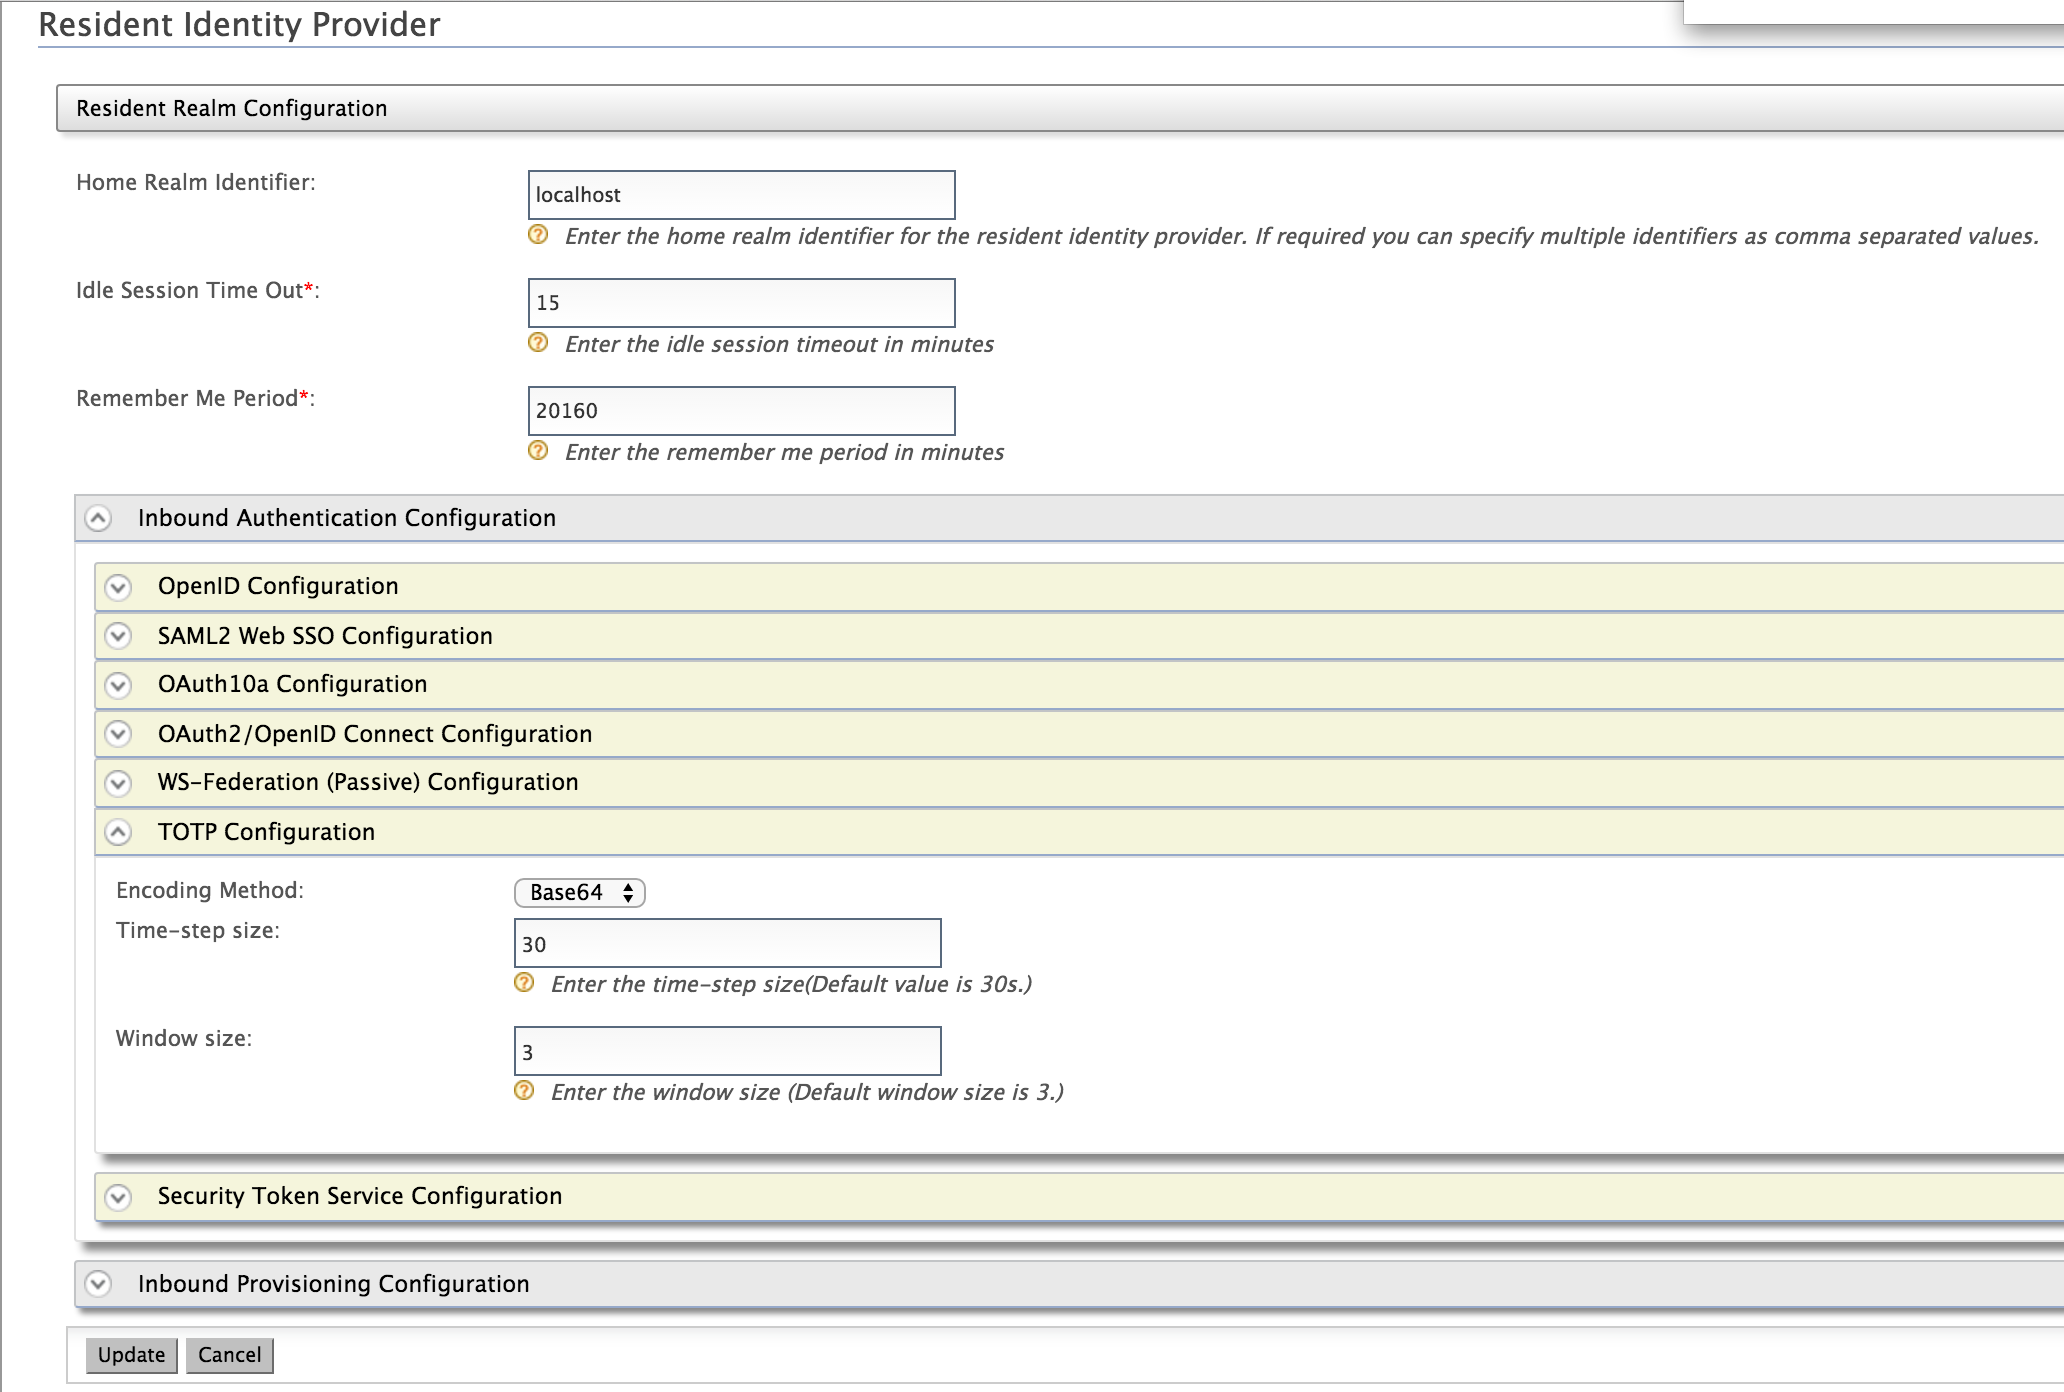 Resident Identity Provider
Resident Realm Configuration
Home Realm Identifier:
localhost
Enter the home realm identifier for the resident identity provider. If required you can specify multiple identifiers as comma separated values.
Idle Session Time Out*:
15
Enter the idle session timeout in minutes
Remember Me Period*:
20160
Enter the remember me period in minutes
Inbound Authentication Configuration
OpenID Configuration
SAML2 Web SSO Configuration
OAuth10a Configuration
OAuth2/OpenID Connect Configuration
WS-Federation (Passive) Configuration
TOTP Configuration
Encoding Method:
Base64
Time-step size:
30
Enter the time-step size(Default value is 30s.)
Window size:
3
Enter the window size (Default window size is 3.)
Security Token Service Configuration
Inbound Provisioning Configuration
Update Cancel